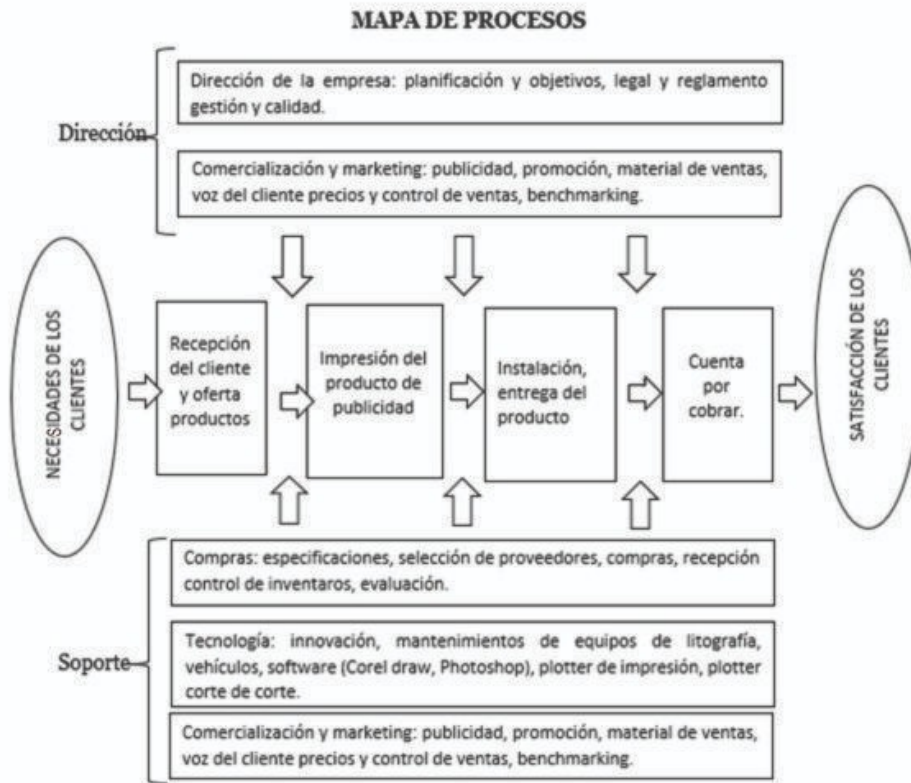 MAPA DE PROCESOS
Dirección de la empresa: planificación y objetivos, legal y reglamento
gestión y calidad.
Dirección
Comercialización y marketing: publicidad, promoción, material de ventas,
voz del cliente precios y control de ventas, benchmarking.
NECESIDADES DE LOS
CLIENTES
Recepción
del cliente
y oferta
productos
Impresión del
producto de
publicidad
Instalación,
entrega del
producto
Cuenta
por
cobrar.
SATISFACCIÓN DE LOS
CLIENTES
Compras: especificaciones, selección de proveedores, compras, recepción
control de inventaros, evaluación.
Soporte
Tecnología: innovación, mantenimientos de equipos de litografía,
vehículos, software (Corel draw, Photoshop), plotter de impresión, plotter
corte de corte.
Comercialización y marketing: publicidad, promoción, material de ventas,
voz del cliente precios y control de ventas, benchmarking.